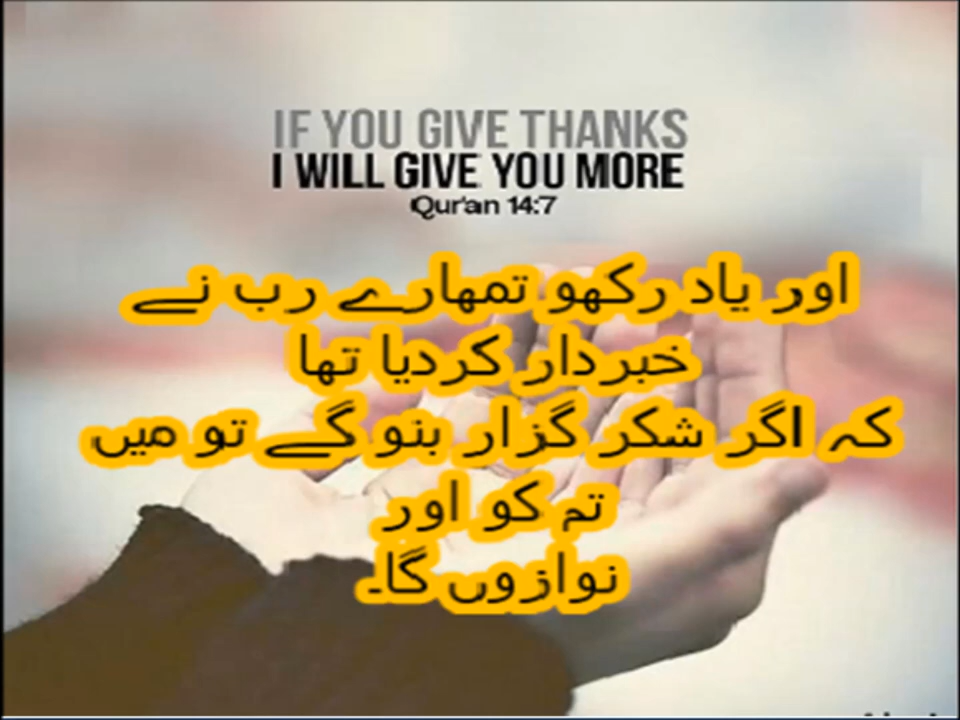 IF YOU GIVE THANKS
I WILL GIVE YOU MORE
Qur'an 14:7
اور یاد رکھو تمھارے رب نے
خبردار کردیا تھا
کہ اگر شکر گزار بنو گے تو میں
تم کو اور
نوازوں گا۔